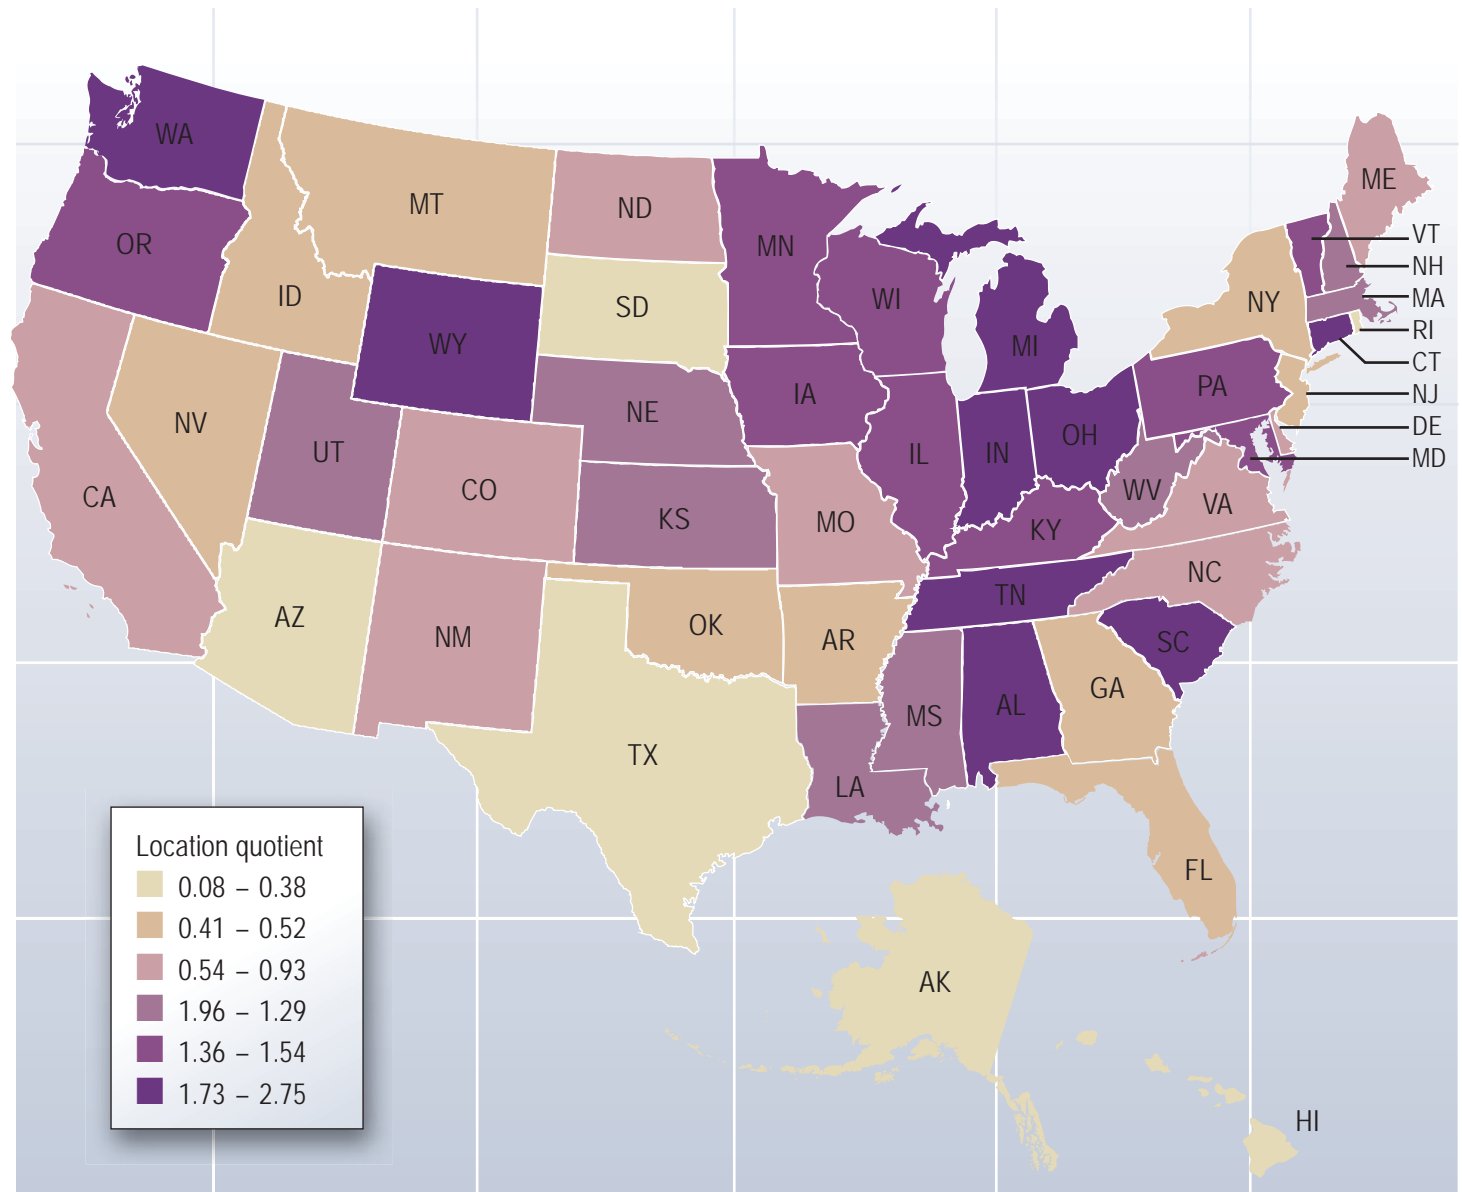 WA
ME
MT
ND
VT
OR
MN
NH
ID
WI
NY
MA
SD
RI
WY
MI
CT
PA
NJ
IA
NE
NV
OH
DE
UT
IL
IN
MD
CO
WV
CA
VA
KS
MO
KY
NC
TN
AZ
OK
NM
AR
SC
GA
AL
MS
TX
LA
FL
AK
HI
Location quotient
0.08 – 0.38
0.41 – 0.52
0.54 – 0.93
1.96 – 1.29
1.36 – 1.54
1.73 – 2.75